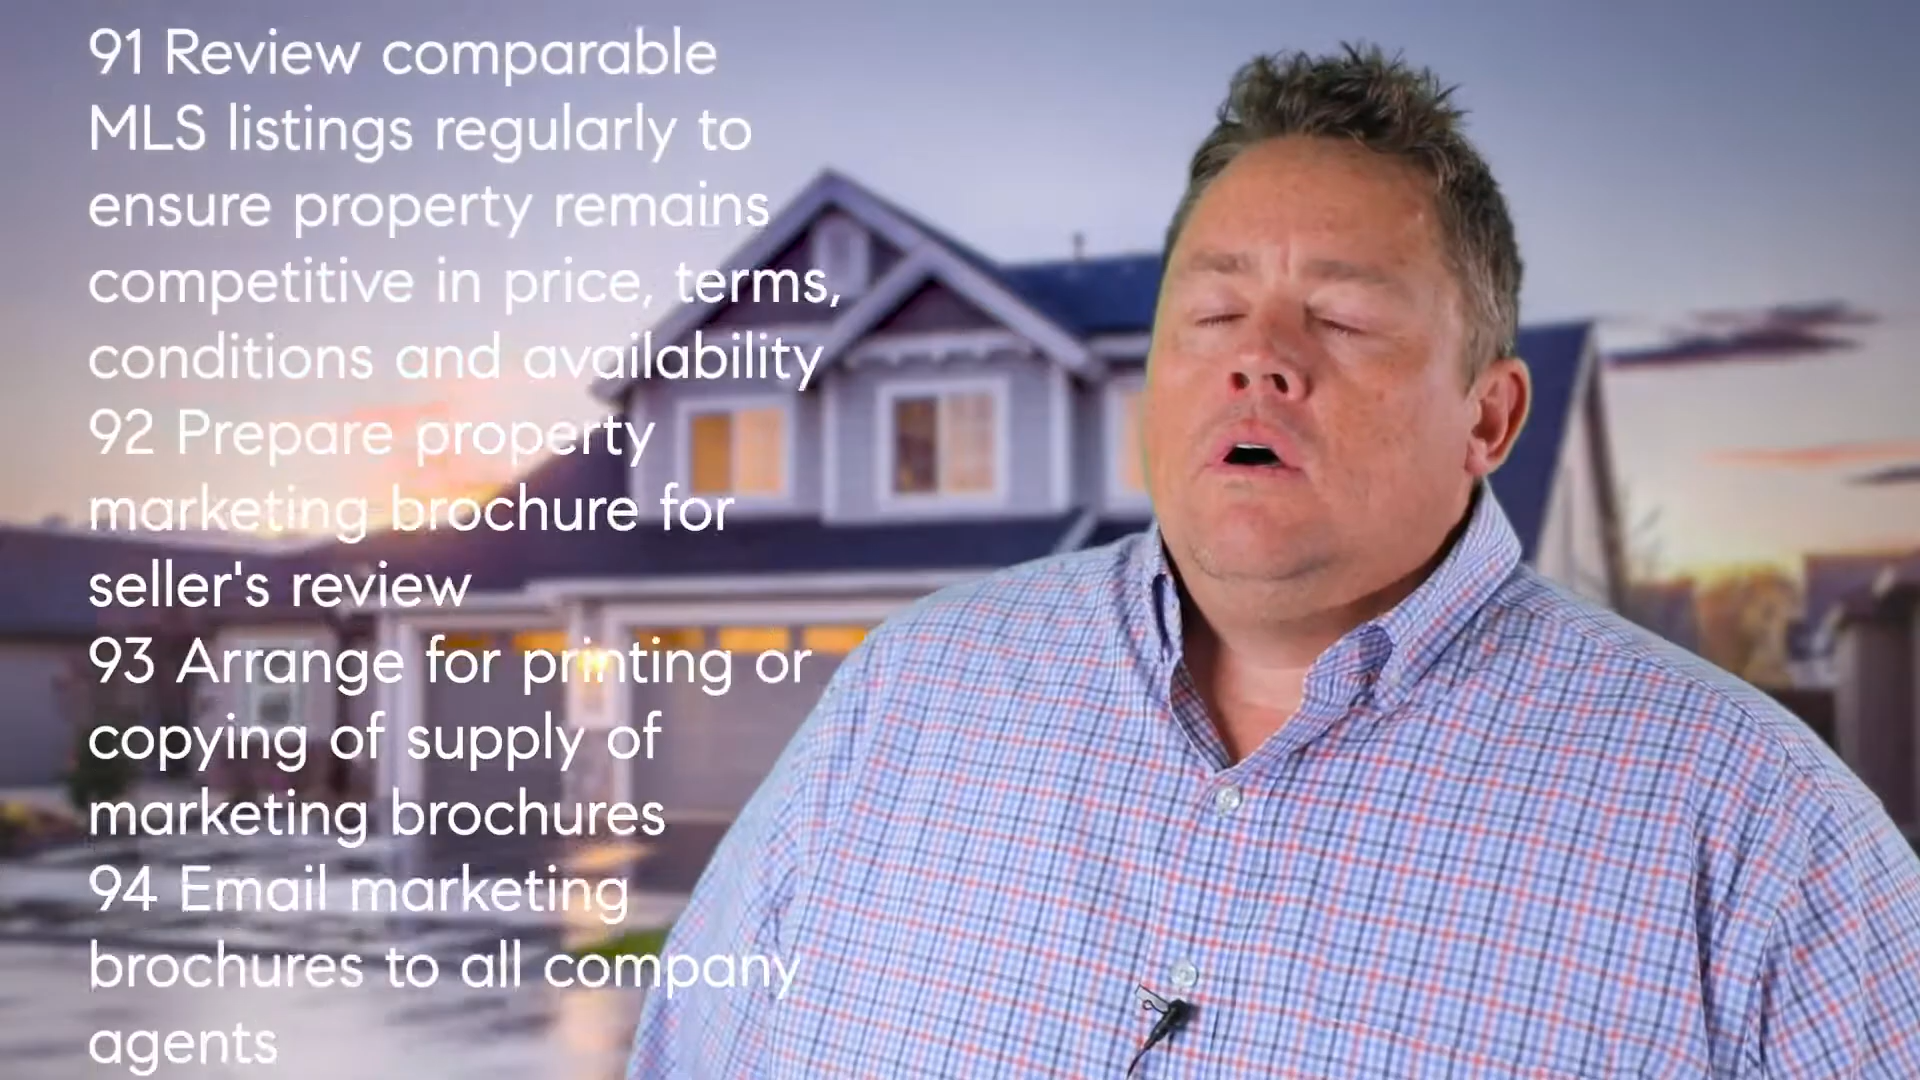 91 Review comparable
MLS listings regularly to
ensure property remains
competitive in price, terms,
conditions and availability
92 Prepare property
marketing brochure for
seller's review
93 Arrange for printing or
copying of supply of
marketing brochures
94 Email marketing
brochures to all company
agents